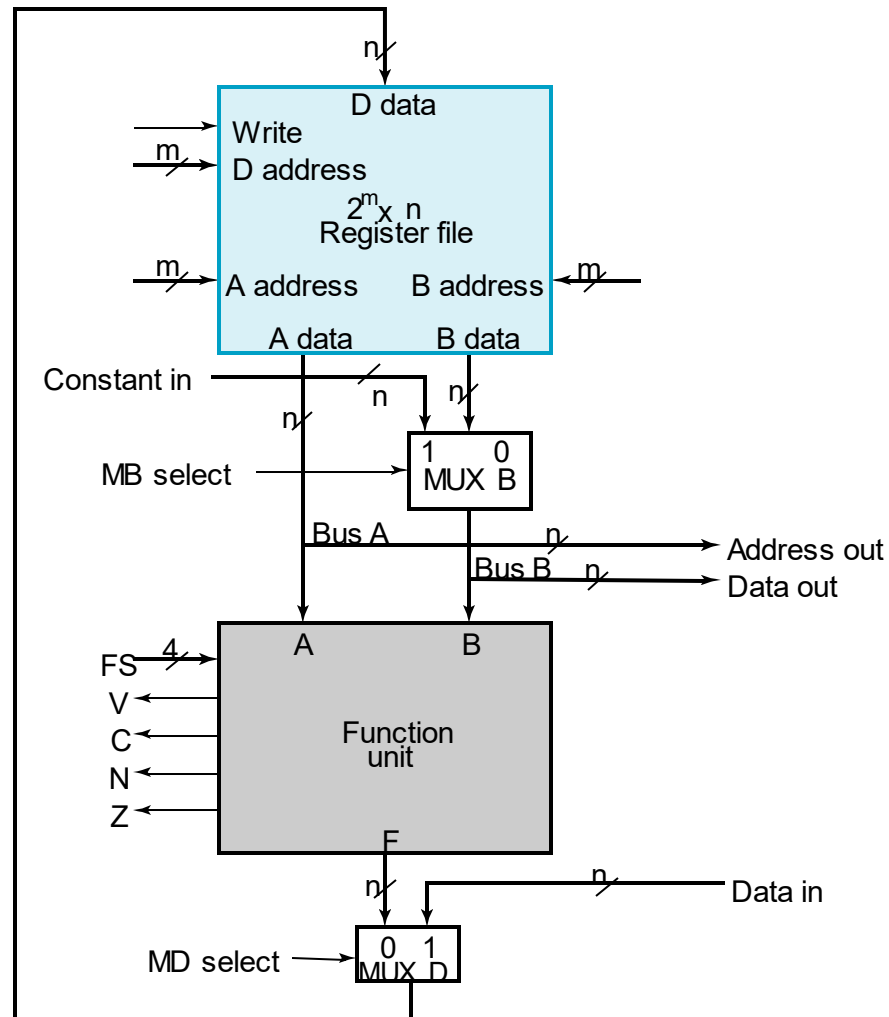 n
D data
Write
m
D address
2^m x n
Register file
m
A address
B address
m
A data
B data
Constant in
n
n
n
1 0
MUX B
MB select
Bus A
n
Address out
Bus B
n
Data out
A
B
FS
4
V
C
N
Z
Function
unit
F
n
n
Data in
0 1
MUX D
MD select